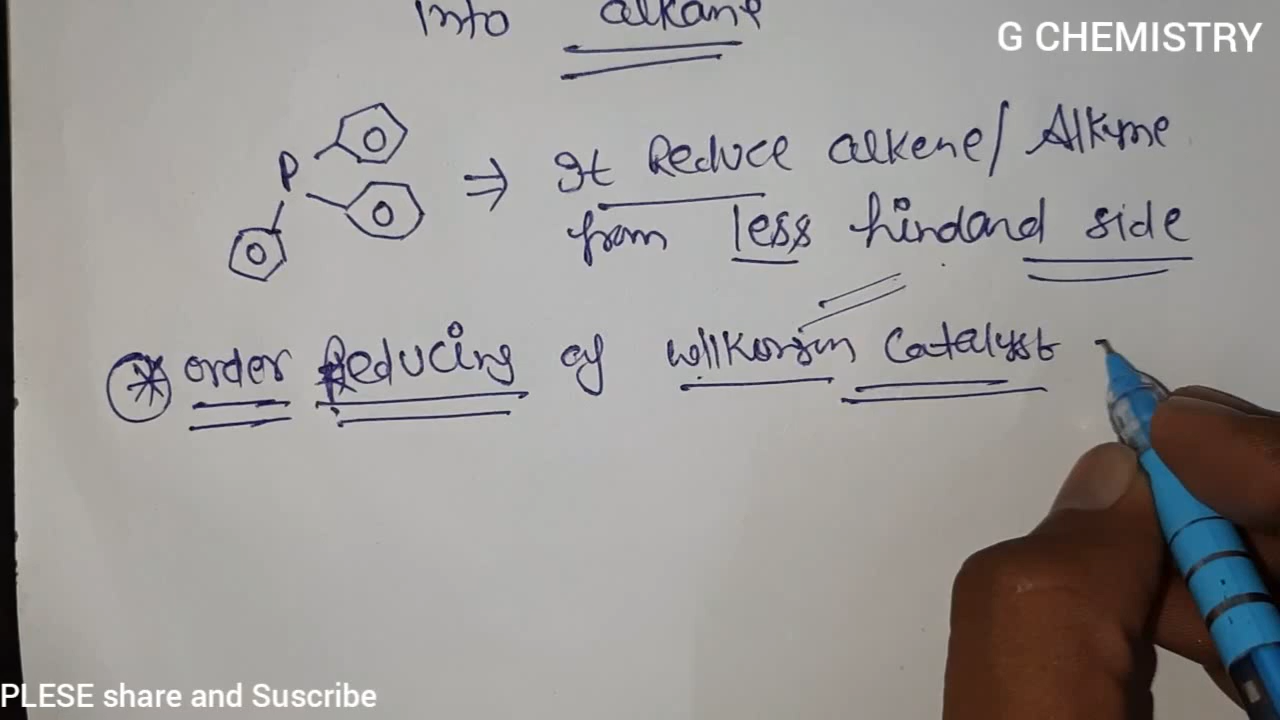 into alkane
G CHEMISTRY
P
⇒ It Reduce alkene/ Alkyne
from less hindand side
* order Reducing of willkonsin Catalyst
PLESE share and Suscribe